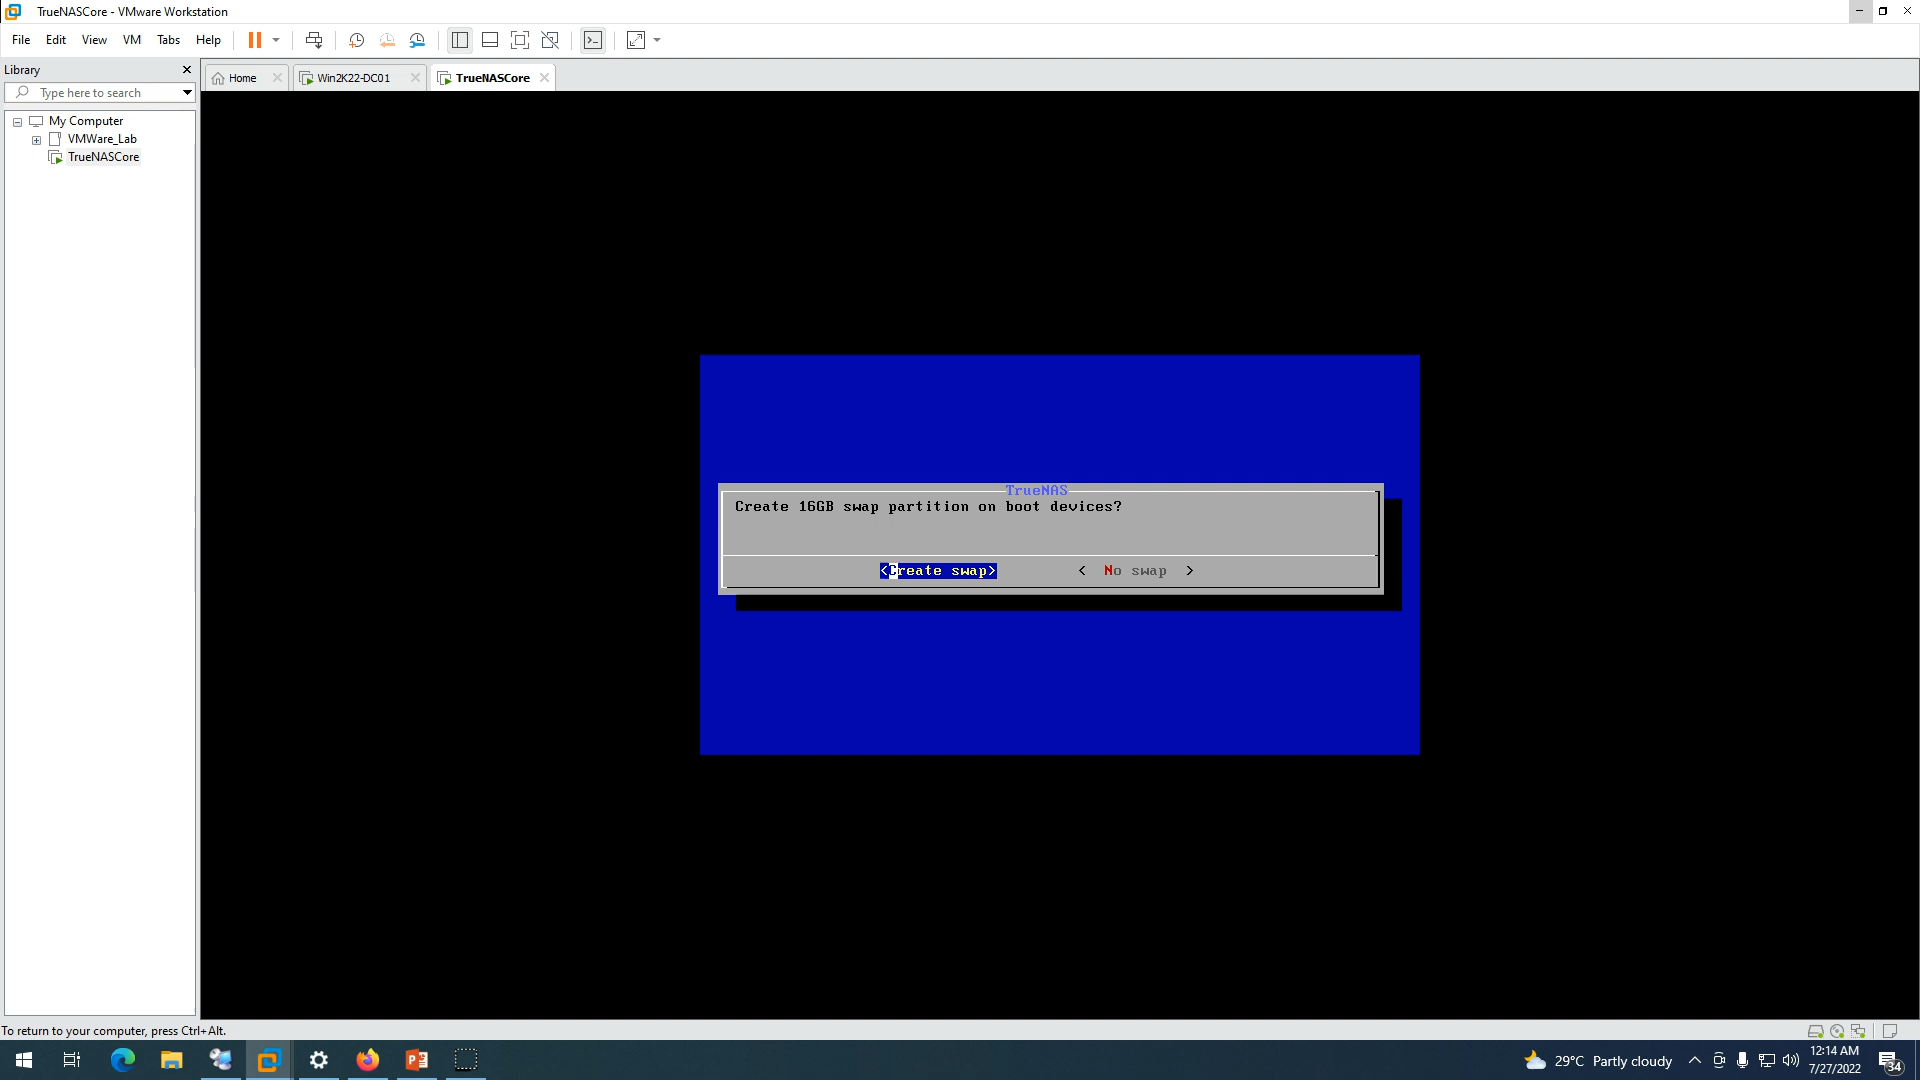 TrueNASCore - VMware Workstation
File Edit View VM Tabs Help
Library
Home Win2K22-DC01 TrueNASCore
Type here to search
My Computer
VMWare_Lab
TrueNASCore
TrueNAS
Create 16GB swap partition on boot devices?
<Create swap> < No swap >
To return to your computer, press Ctrl+Alt.
29°C Partly cloudy
12:14 AM
7/27/2022
34